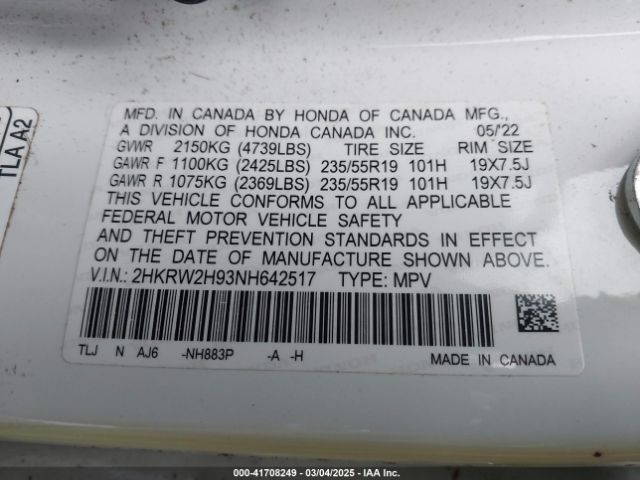 TLA A2
MFD. IN CANADA BY HONDA OF CANADA MFG.,
A DIVISION OF HONDA CANADA INC. 05/'22
GVWR 2150KG (4739LBS) TIRE SIZE RIM SIZE
GAWR F 1100KG (2425LBS) 235/55R19 101H 19X7.5J
GAWR R 1075KG (2369LBS) 235/55R19 101H 19X7.5J
THIS VEHICLE CONFORMS TO ALL APPLICABLE
FEDERAL MOTOR VEHICLE SAFETY
AND THEFT PREVENTION STANDARDS IN EFFECT
ON THE DATE OF MANUFACTURE SHOWN ABOVE.
V.I.N.: 2HKRW2H93NH642517 TYPE: MPV
TLJ N AJ6 -NH883P -A -H MADE IN CANADA
000-41708249 - 03/04/2025 - IAA Inc.